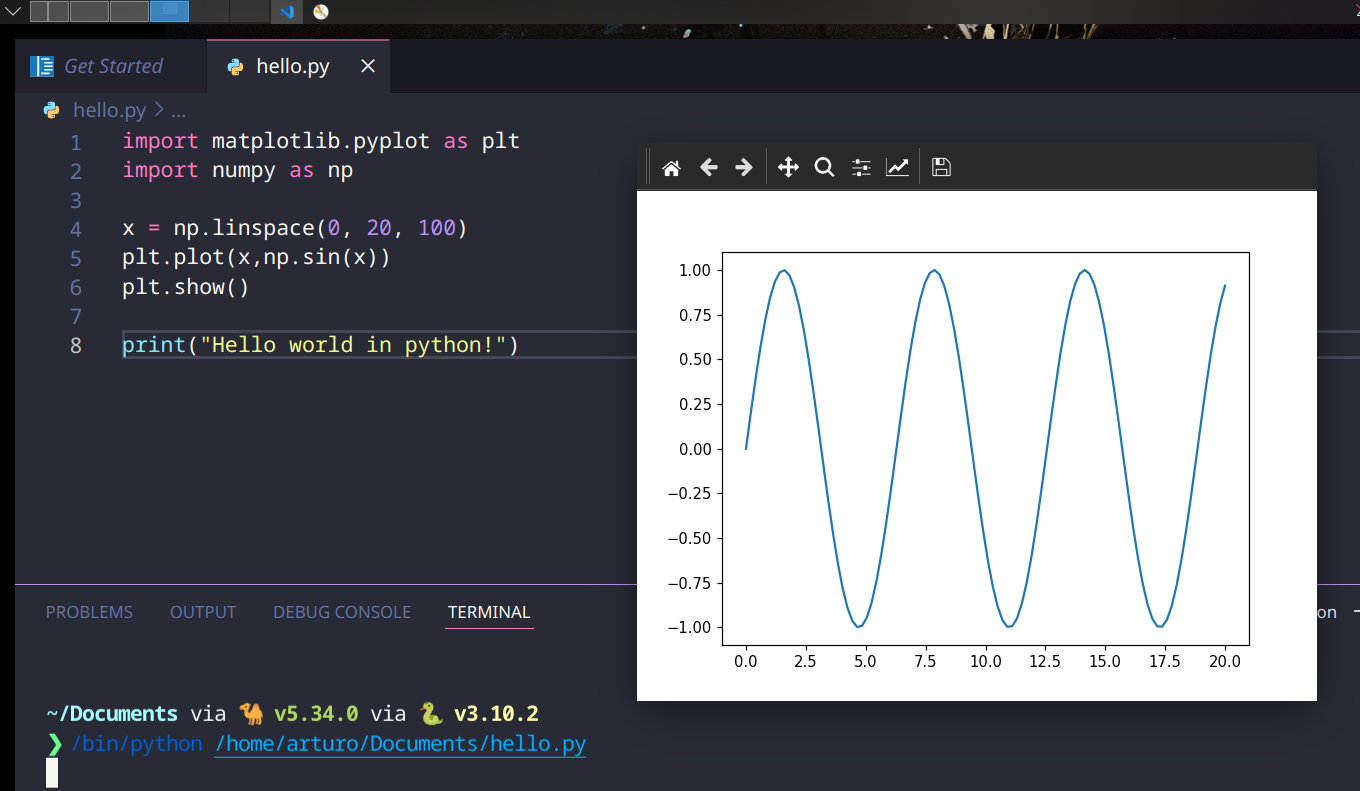 Get Started
hello.py
hello.py > ...
1 import matplotlib.pyplot as plt
2 import numpy as np
3
4 x = np.linspace(0, 20, 100)
5 plt.plot(x,np.sin(x))
6 plt.show()
7
8 print("Hello world in python!")
1.00
0.75
0.50
0.25
0.00
−0.25
−0.50
−0.75
−1.00
0.0 2.5 5.0 7.5 10.0 12.5 15.0 17.5 20.0
PROBLEMS OUTPUT DEBUG CONSOLE TERMINAL
on
~/Documents via 🐪 v5.34.0 via 🐍 v3.10.2
❯ /bin/python /home/arturo/Documents/hello.py